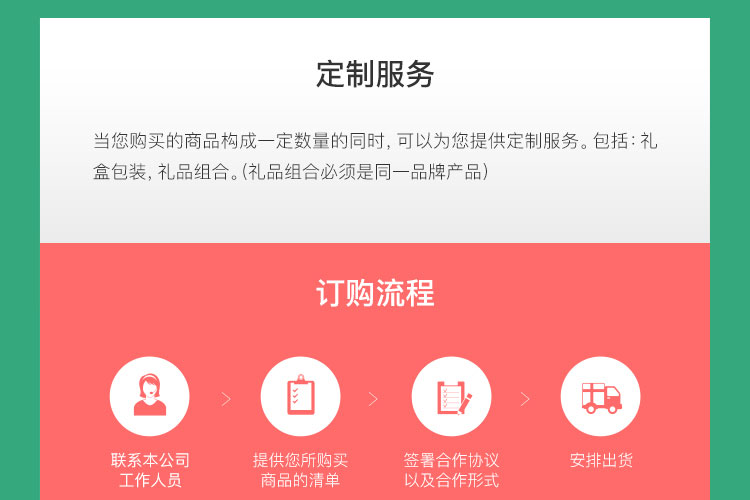 定制服务
当您购买的商品构成一定数量的同时，可以为您提供定制服务。包括：礼
盒包装，礼品组合。（礼品组合必须是同一品牌产品）
订购流程
联系本公司
工作人员
提供您所购买
商品的清单
签署合作协议
以及合作形式
安排出货